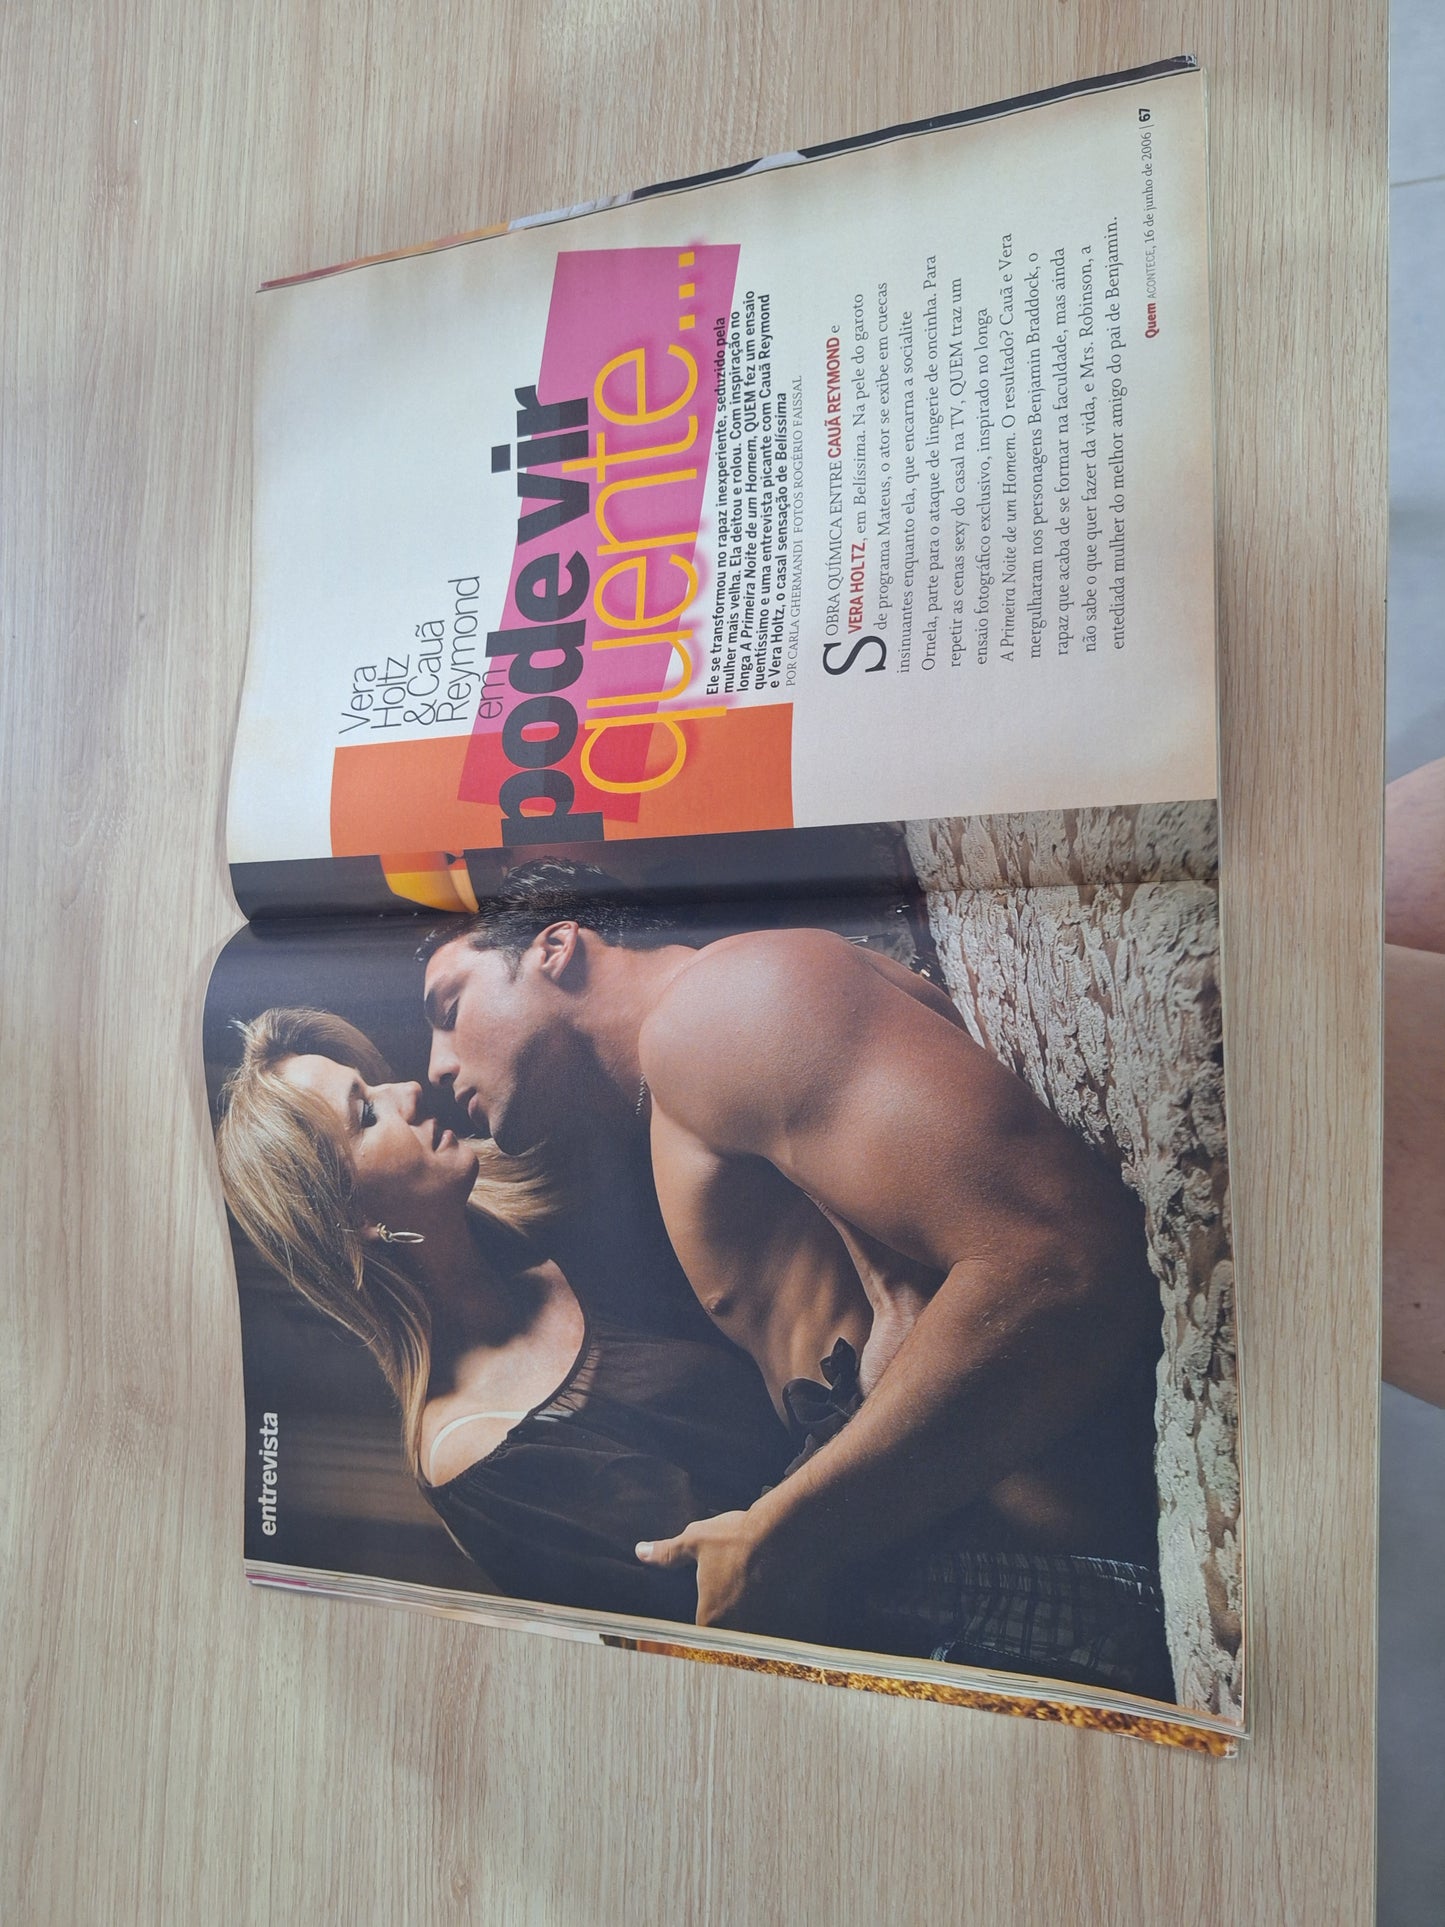 entrevista
Vera
Holtz
& Cauã
Reymond
em
pode vir
quente...
Ele se transformou no rapaz inexperiente, seduzido pela
mulher mais velha. Ela deitou e rolou. Com inspiração no
longa A Primeira Noite de um Homem, QUEM fez um ensaio
quentíssimo e uma entrevista picante com Cauã Reymond
e Vera Holtz, o casal sensação de Belíssima
POR CARLA GHERMANDI FOTOS ROGÉRIO FAISSAL
SOBRA QUÍMICA ENTRE CAUÃ REYMOND e
VERA HOLTZ, em Belíssima. Na pele do garoto
de programa Mateus, o ator se exibe em cuecas
insinuantes enquanto ela, que encarna a socialite
Ornela, parte para o ataque de lingerie de oncinha. Para
repetir as cenas sexy do casal na TV, QUEM traz um
ensaio fotográfico exclusivo, inspirado no longa
A Primeira Noite de um Homem. O resultado? Cauã e Vera
mergulharam nos personagens Benjamin Braddock, o
rapaz que acaba de se formar na faculdade, mas ainda
não sabe o que quer fazer da vida, e Mrs. Robinson, a
entediada mulher do melhor amigo do pai de Benjamin.
Quem ACONTECE, 16 de junho de 2006 | 67